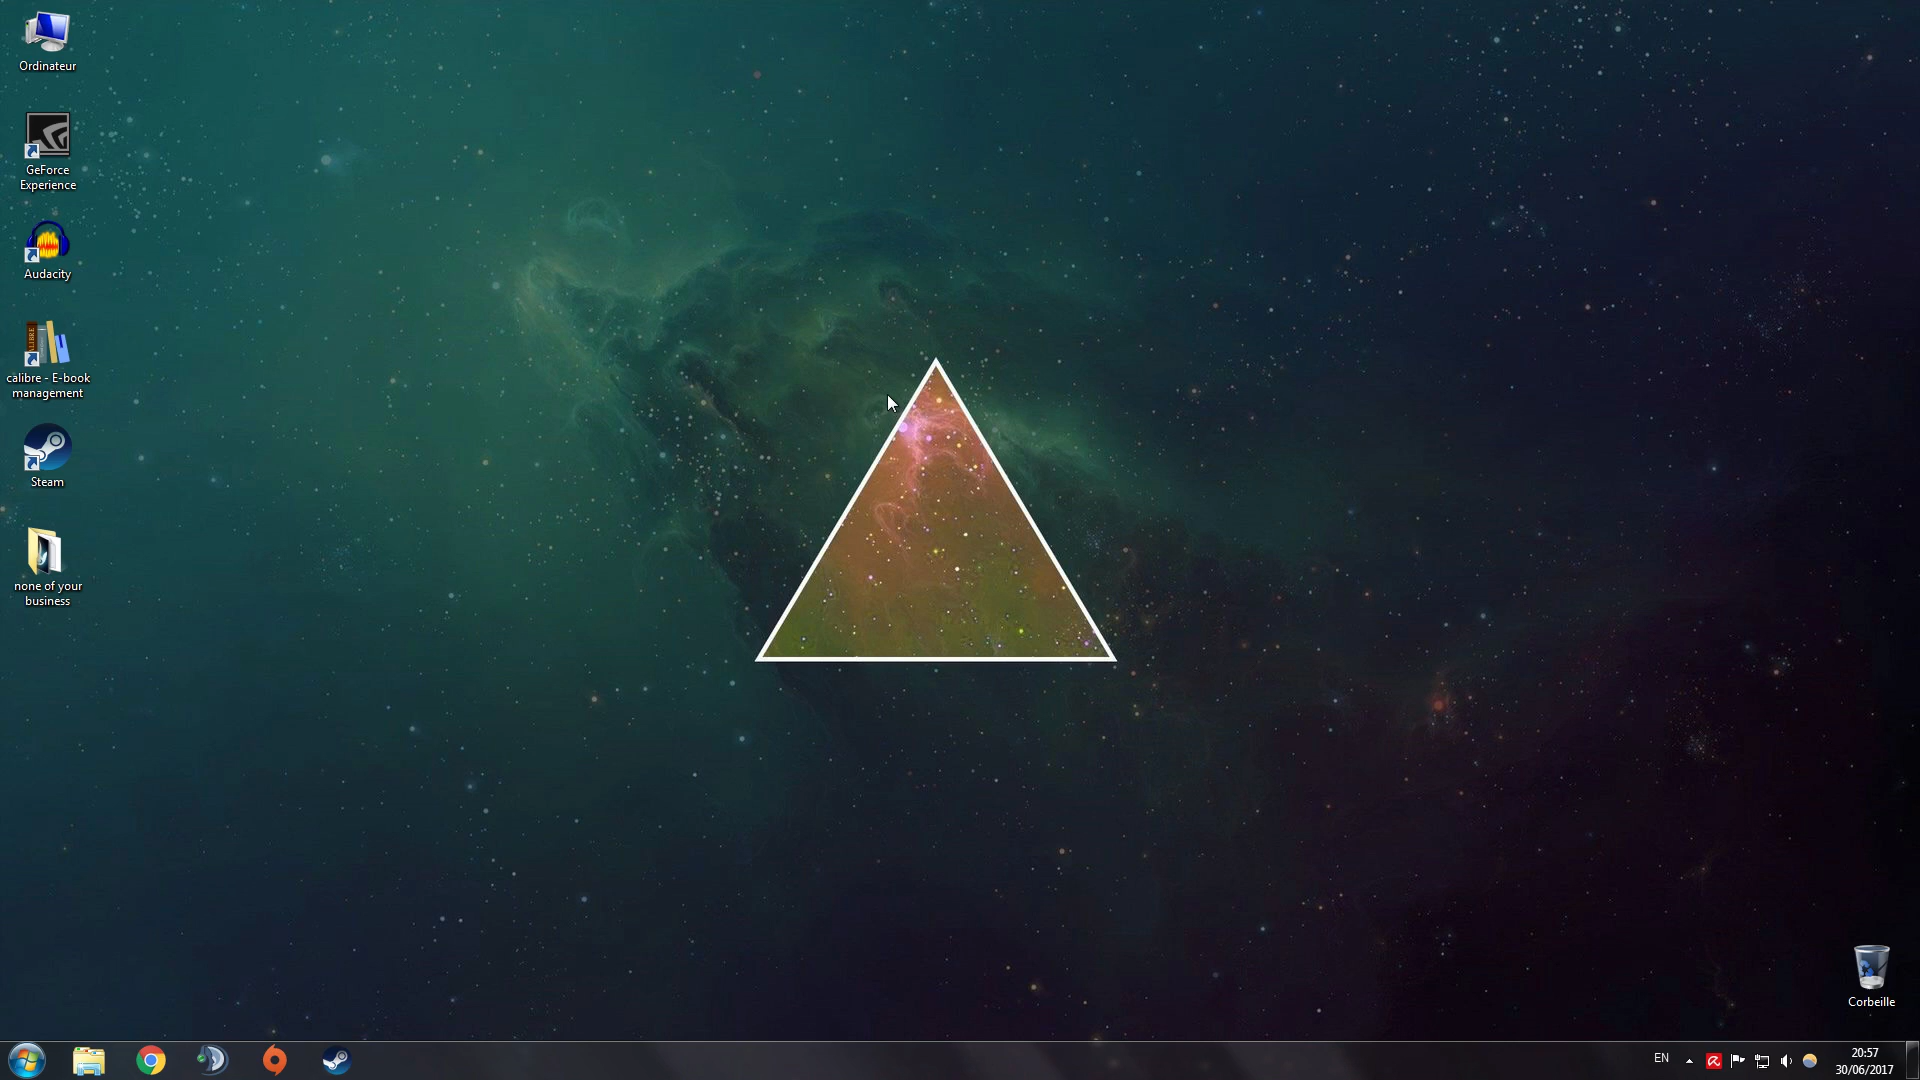 Ordinateur
GeForce
Experience
Audacity
CALIBRE
calibre - E-book
management
Steam
none of your
business
Corbeille
EN
20:57
30/06/2017